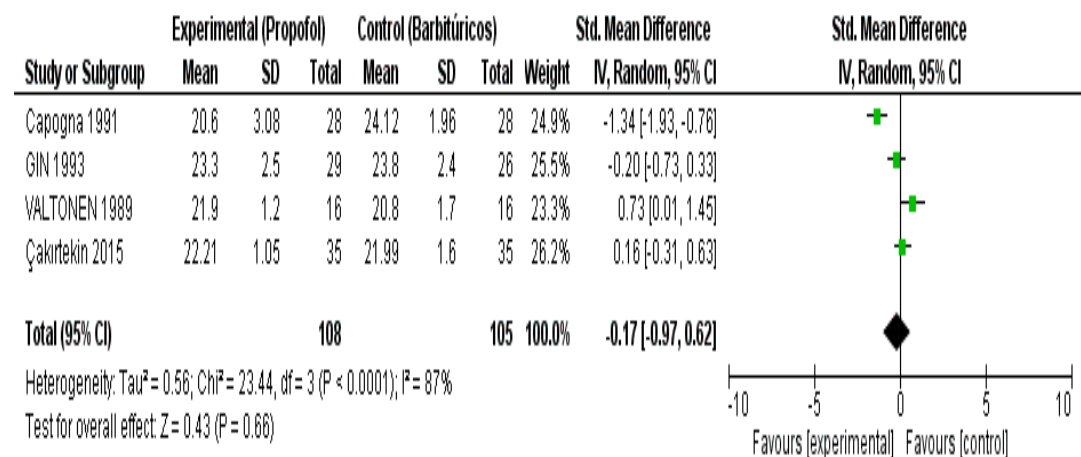 Experimental (Propofol) Control (Barbitúricos) Std. Mean Difference Std. Mean Difference
Study or Subgroup Mean SD Total Mean SD Total Weight IV, Random, 95% CI IV, Random, 95% CI
Capogna 1991 20.6 3.08 28 24.12 1.96 28 24.9% -1.34 [-1.93, -0.76]
GIN 1993 23.3 2.5 29 23.8 2.4 26 25.5% -0.20 [-0.73, 0.33]
VALTONEN 1989 21.9 1.2 16 20.8 1.7 16 23.3% 0.73 [0.01, 1.45]
Çakırtekin 2015 22.21 1.05 35 21.99 1.6 35 26.2% 0.16 [-0.31, 0.63]
Total (95% CI) 108 105 100.0% -0.17 [-0.97, 0.62]
Heterogeneity: Tau² = 0.56; Chi² = 23.44, df = 3 (P < 0.0001); I² = 87%
Test for overall effect: Z = 0.43 (P = 0.66)
-10 -5 0 5 10
Favours [experimental] Favours [control]